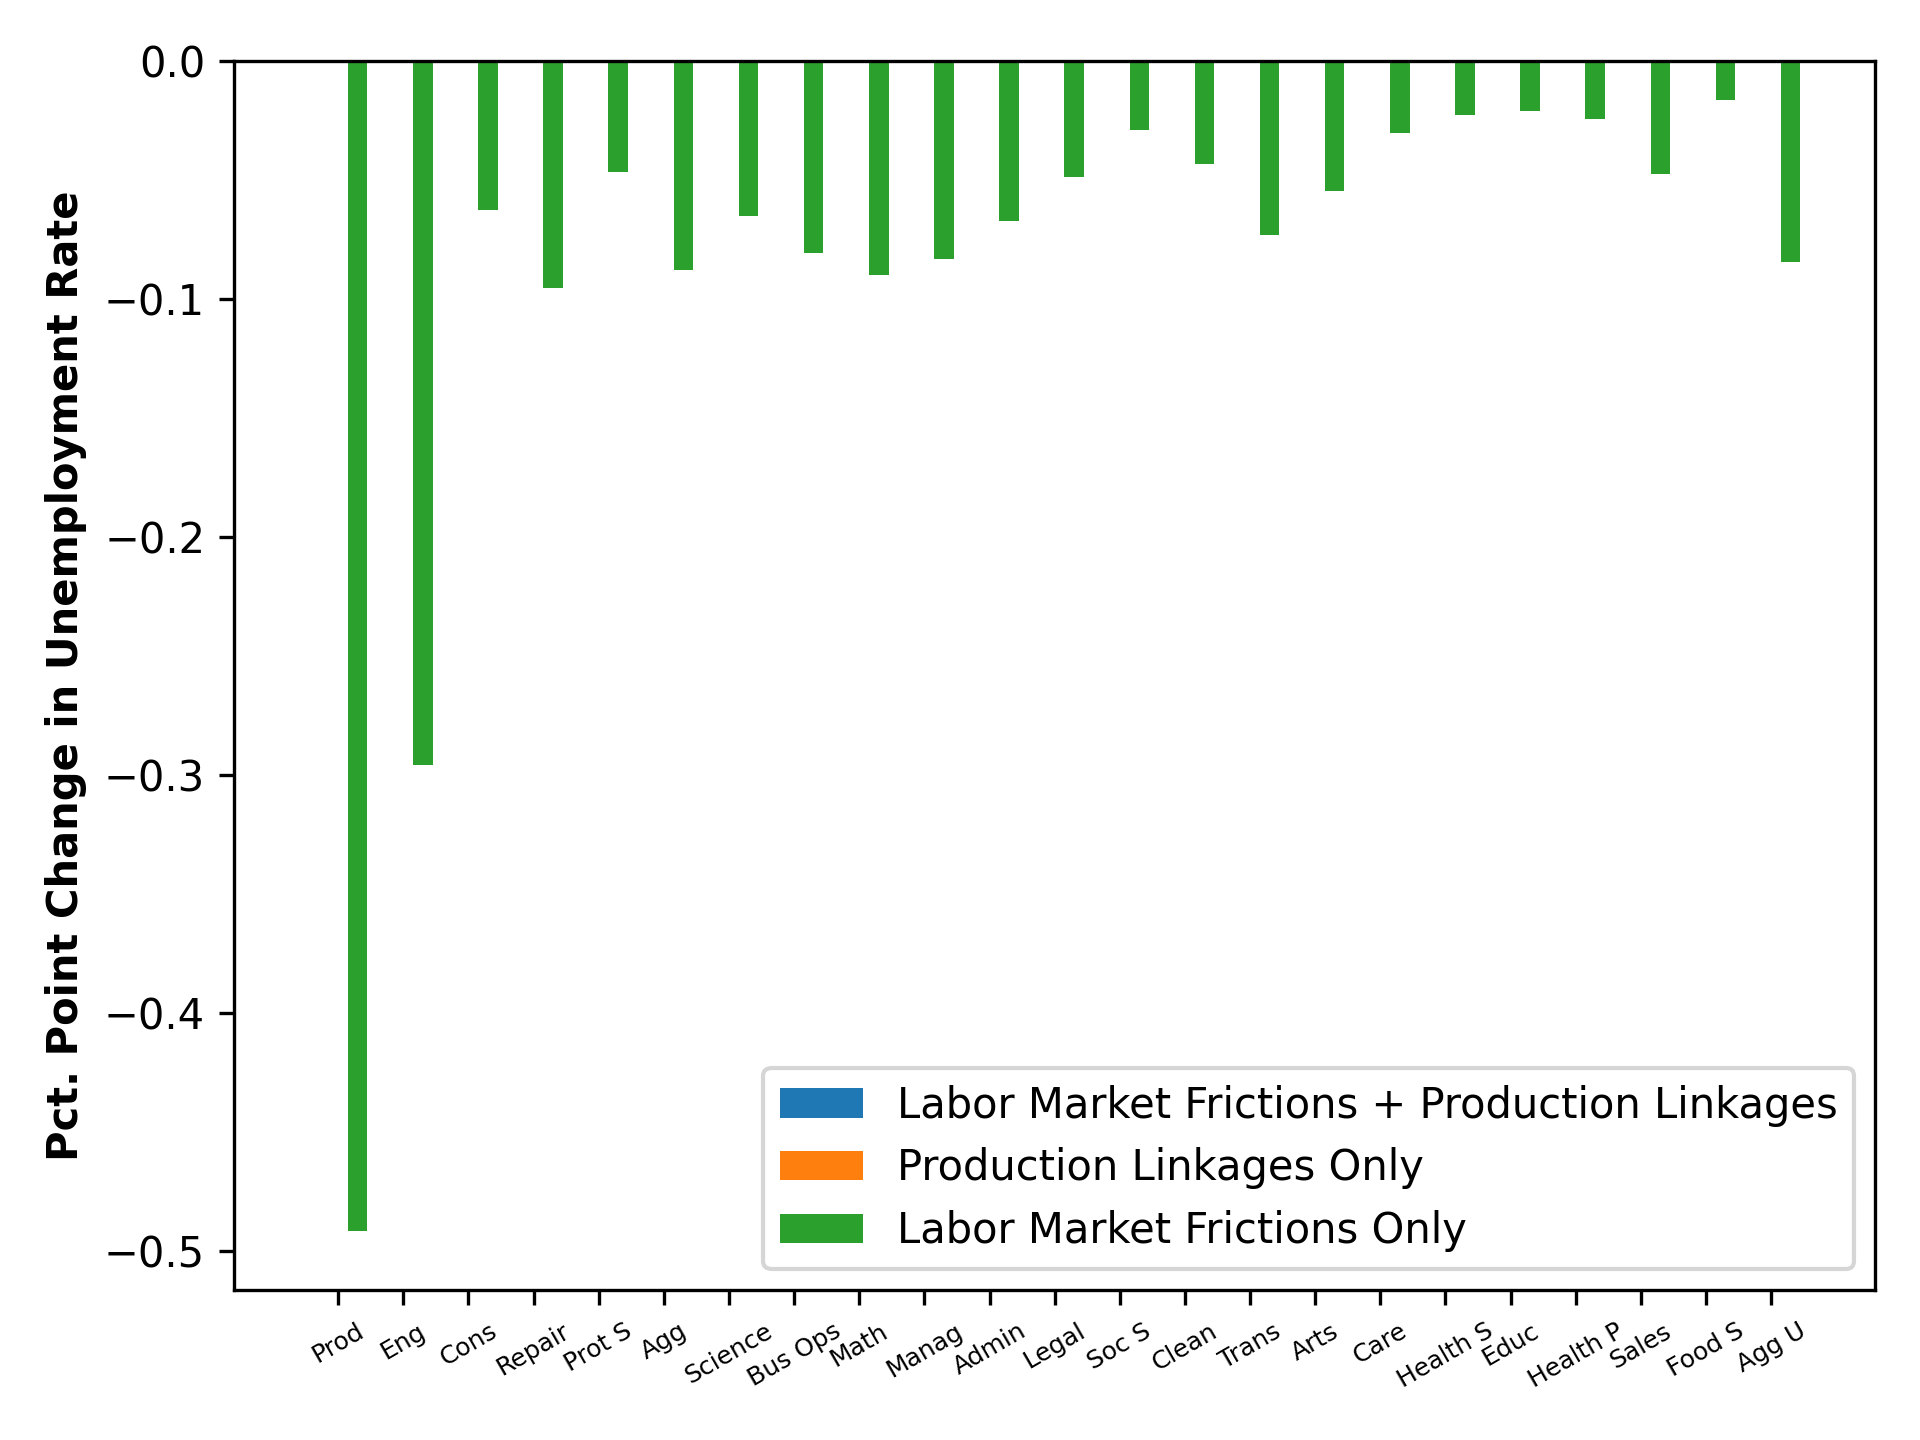 Pct. Point Change in Unemployment Rate
0.0
−0.1
−0.2
−0.3
−0.4
−0.5
Labor Market Frictions + Production Linkages
Production Linkages Only
Labor Market Frictions Only
Prod
Eng
Cons
Repair
Prot S
Agg
Science
Bus Ops
Math
Manag
Admin
Legal
Soc S
Clean
Trans
Arts
Care
Health S
Educ
Health P
Sales
Food S
Agg U